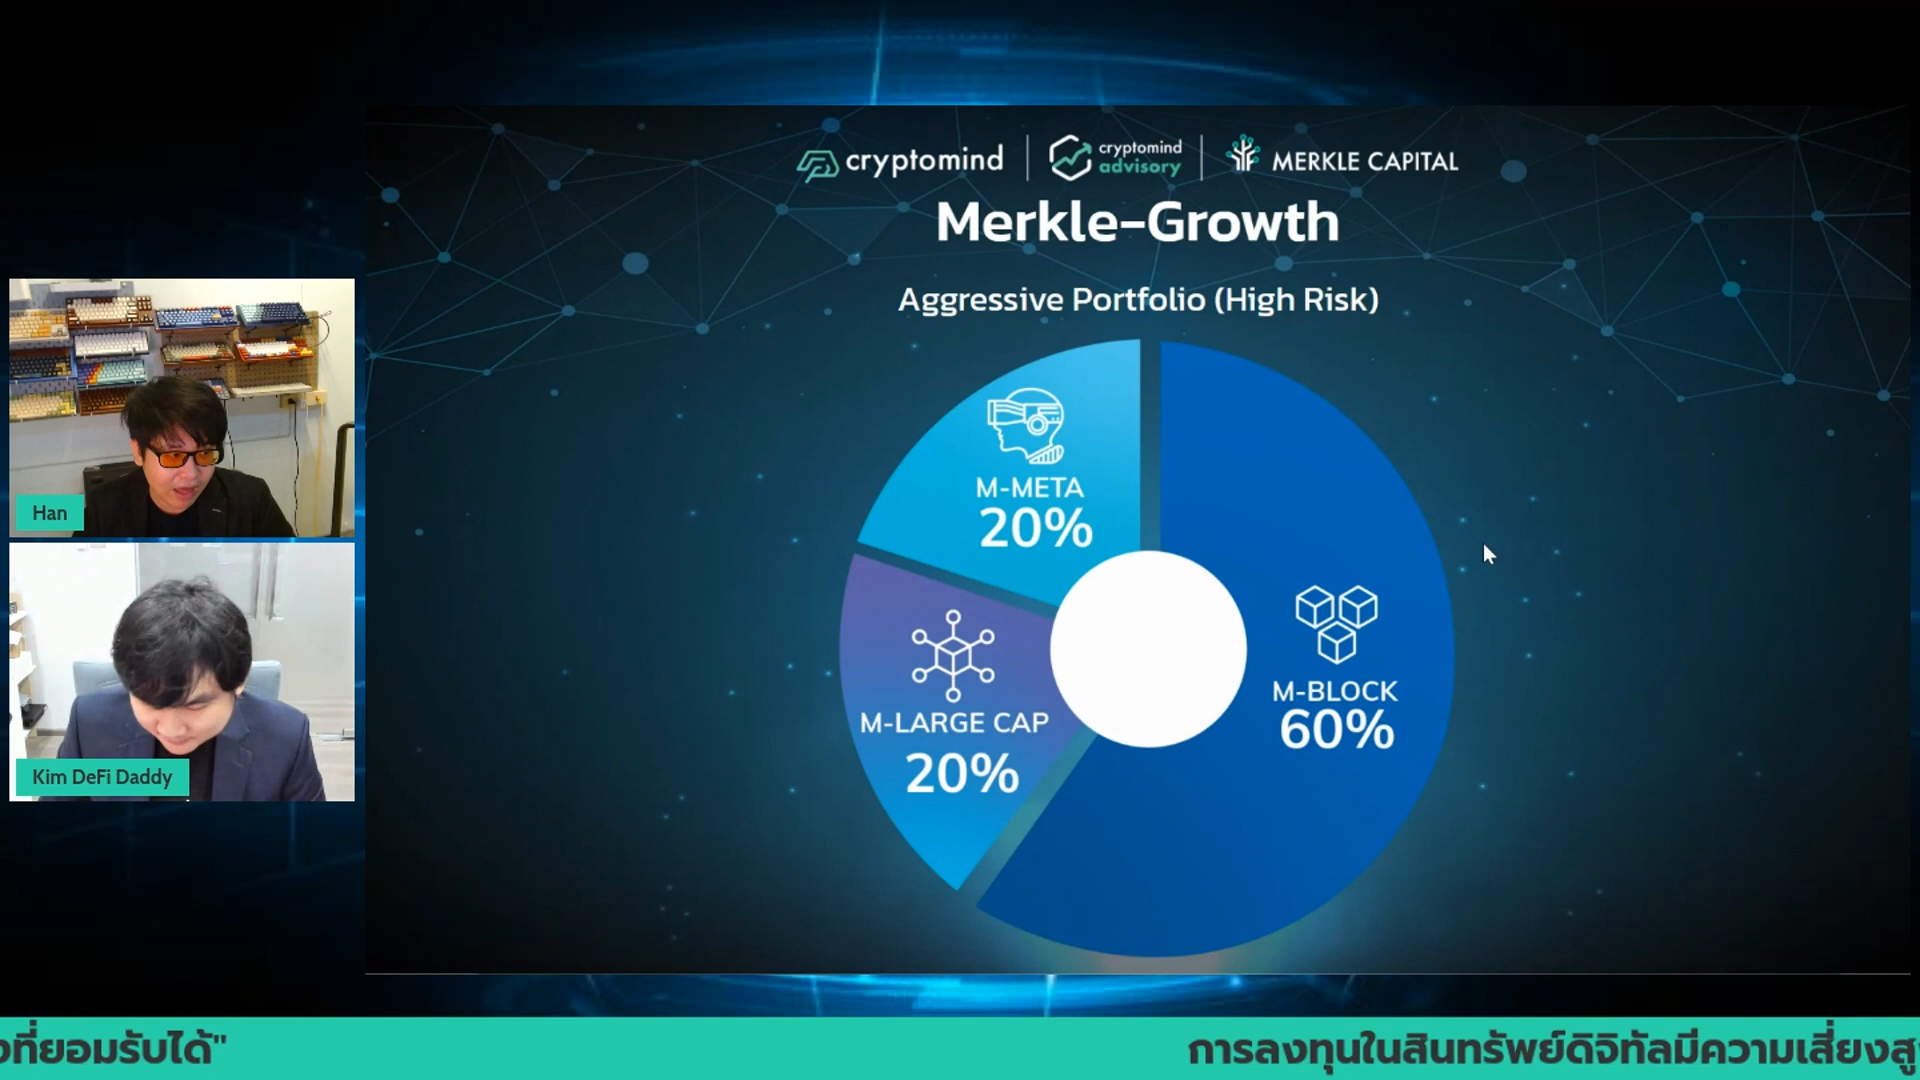 cryptomind
cryptomind
advisory
MERKLE CAPITAL
Merkle-Growth
Aggressive Portfolio (High Risk)
M-META
20%
M-LARGE CAP
20%
M-BLOCK
60%
Han
Kim DeFi Daddy
ที่ยอมรับได้"
การลงทุนในสินทรัพย์ดิจิทัลมีความเสี่ยงสู